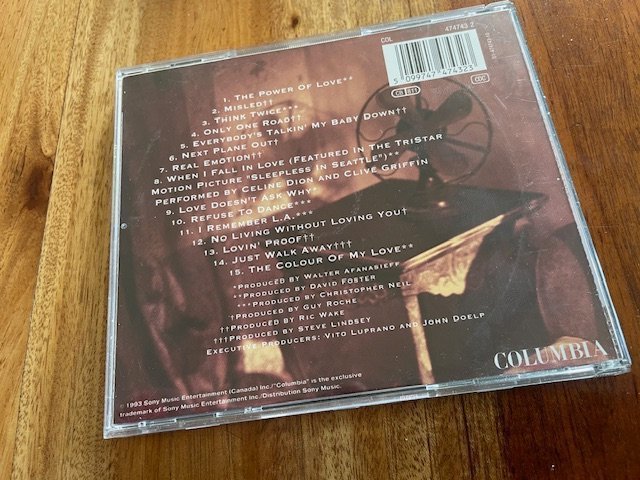 COL 474743 2
5 099747 474323
CB 811
CDC
1. The Power Of Love**
2. Misled††
3. Think Twice***
4. Only One Road††
5. Everybody's Talkin' My Baby Down††
6. Next Plane Out†
7. Real Emotion††
8. When I Fall In Love (Featured In The TriStar
Motion Picture "Sleepless In Seattle")**
Performed by Celine Dion and Clive Griffin
9. Love Doesn't Ask Why*
10. Refuse To Dance***
11. I Remember L.A.***
12. No Living Without Loving You†
13. Lovin' Proof††
14. Just Walk Away†††
15. The Colour Of My Love**
*Produced by Walter Afanasieff
**Produced by David Foster
***Produced by Christopher Neil
†Produced by Guy Roche
††Produced by Ric Wake
†††Produced by Steve Lindsey
Executive Producers: Vito Luprano and John Doelp
COLUMBIA
© 1993 Sony Music Entertainment (Canada) Inc./"Columbia" is the exclusive
trademark of Sony Music Entertainment Inc./Distribution Sony Music.